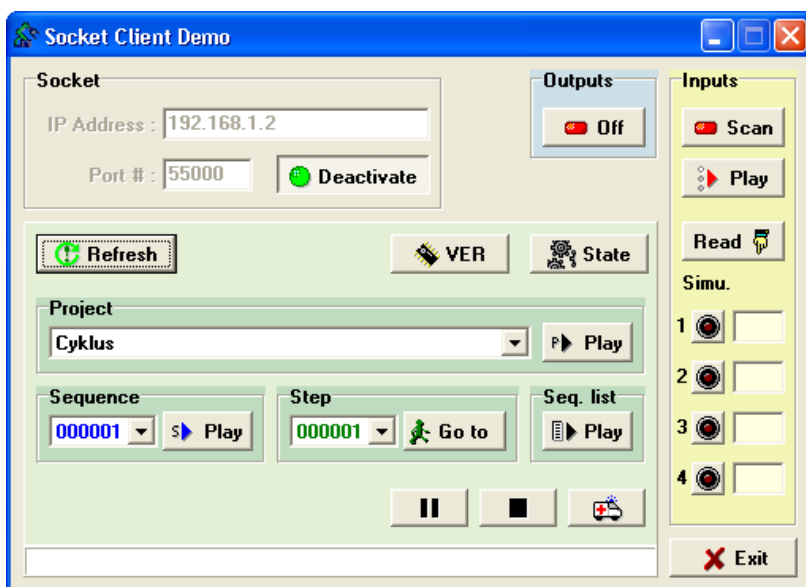 Socket Client Demo
Socket
IP Address : 192.168.1.2
Port # : 55000 Deactivate
Outputs
Off
Inputs
Scan
Play
Read
Simu.
1
2
3
4
Refresh VER State
Project
Cyklus P Play
Sequence
000001 S Play
Step
000001 Go to
Seq. list
Play
Exit